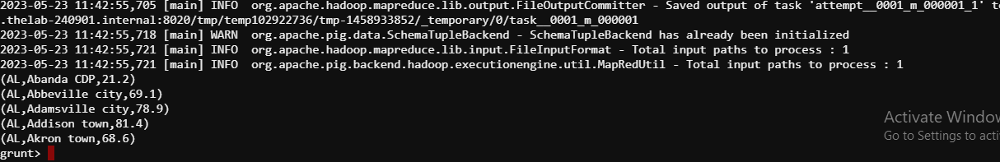 2023-05-23 11:42:55,705 [main] INFO  org.apache.hadoop.mapreduce.lib.output.FileOutputCommitter - Saved output of task 'attempt__0001_m_000001_1' to
.thelab-240901.internal:8020/tmp/temp102922736/tmp-1458933852/_temporary/0/task__0001_m_000001
2023-05-23 11:42:55,718 [main] WARN  org.apache.pig.data.SchemaTupleBackend - SchemaTupleBackend has already been initialized
2023-05-23 11:42:55,721 [main] INFO  org.apache.hadoop.mapreduce.lib.input.FileInputFormat - Total input paths to process : 1
2023-05-23 11:42:55,721 [main] INFO  org.apache.pig.backend.hadoop.executionengine.util.MapRedUtil - Total input paths to process : 1
(AL,Abanda CDP,21.2)
(AL,Abbeville city,69.1)
(AL,Adamsville city,78.9)
(AL,Addison town,81.4)
(AL,Akron town,68.6)
grunt>
Activate Window
Go to Settings to acti